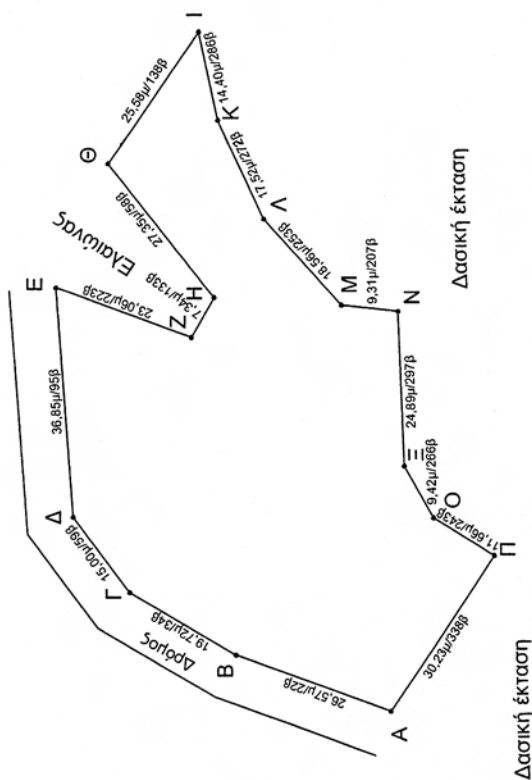 Δρόμος
Ελαιώνας
Δασική έκταση
Δασική έκταση
Α
26,57μ/22β
Β
19,72μ/34β
Γ
15,00μ/59β
Δ
36,85μ/95β
Ε
23,06μ/223β
Ζ
7,34μ/133β
Η
27,35μ/58β
Θ
25,58μ/138β
Ι
14,40μ/286β
Κ
17,52μ/272β
Λ
18,56μ/253β
Μ
9,31μ/207β
Ν
24,89μ/297β
Ξ
9,42μ/266β
Ο
11,66μ/243β
Π
30,23μ/338β